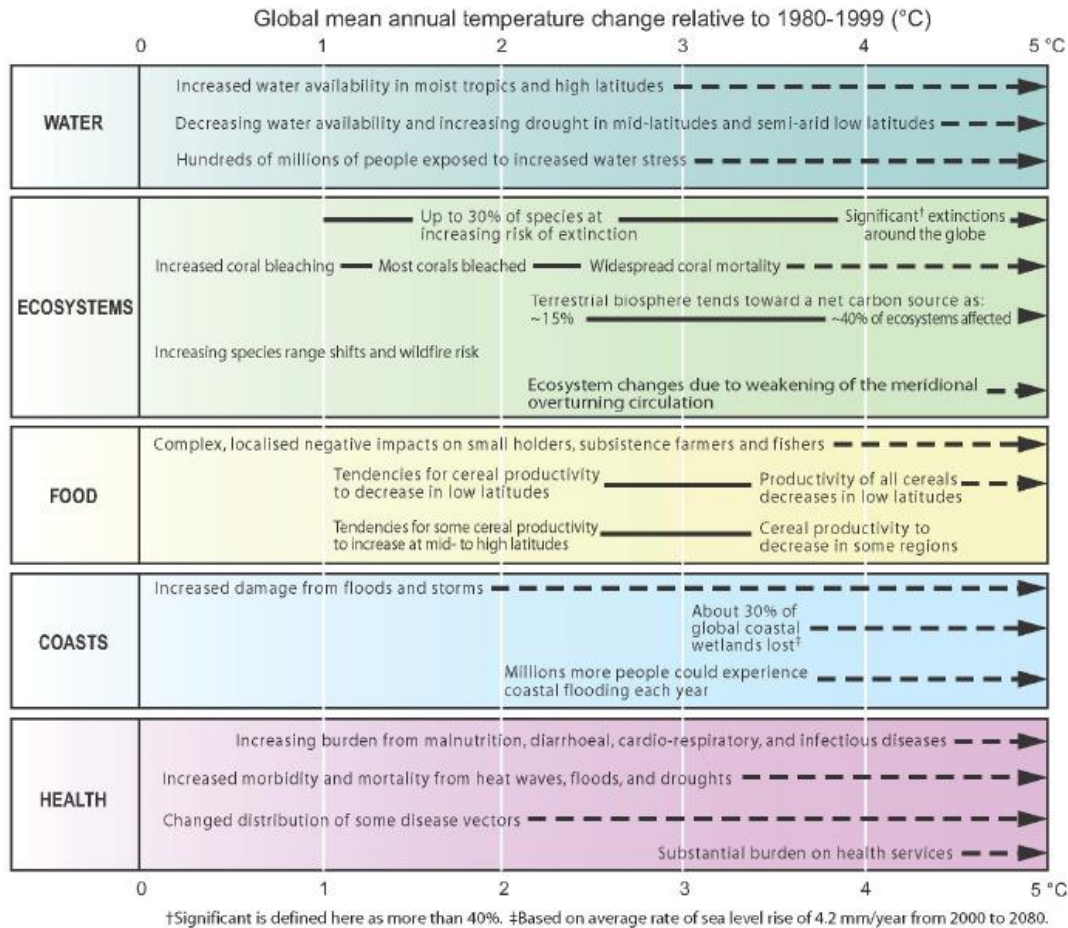 Global mean annual temperature change relative to 1980-1999 (°C)
0 1 2 3 4 5 °C
WATER
Increased water availability in moist tropics and high latitudes
Decreasing water availability and increasing drought in mid-latitudes and semi-arid low latitudes
Hundreds of millions of people exposed to increased water stress
ECOSYSTEMS
Up to 30% of species at
increasing risk of extinction
Significant† extinctions
around the globe
Increased coral bleaching Most corals bleached Widespread coral mortality
Terrestrial biosphere tends toward a net carbon source as:
~15% ~40% of ecosystems affected
Increasing species range shifts and wildfire risk
Ecosystem changes due to weakening of the meridional
overturning circulation
FOOD
Complex, localised negative impacts on small holders, subsistence farmers and fishers
Tendencies for cereal productivity
to decrease in low latitudes
Productivity of all cereals
decreases in low latitudes
Tendencies for some cereal productivity
to increase at mid- to high latitudes
Cereal productivity to
decrease in some regions
COASTS
Increased damage from floods and storms
About 30% of
global coastal
wetlands lost‡
Millions more people could experience
coastal flooding each year
HEALTH
Increasing burden from malnutrition, diarrhoeal, cardio-respiratory, and infectious diseases
Increased morbidity and mortality from heat waves, floods, and droughts
Changed distribution of some disease vectors
Substantial burden on health services
0 1 2 3 4 5 °C
†Significant is defined here as more than 40%. ‡Based on average rate of sea level rise of 4.2 mm/year from 2000 to 2080.